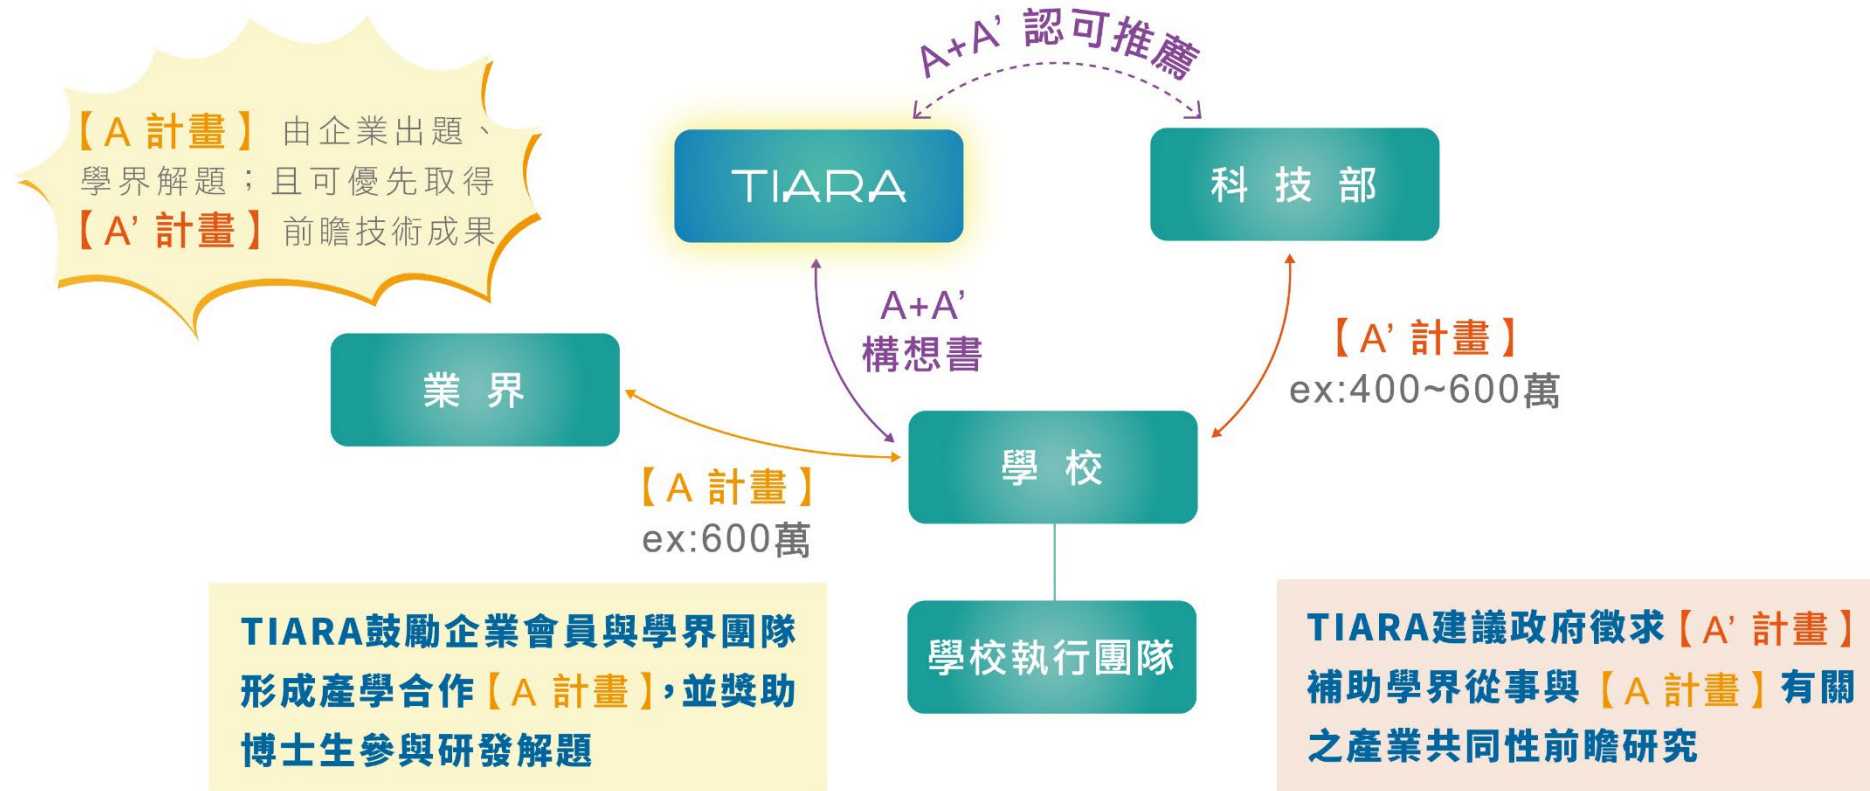 A+A’ 認可推薦
【A 計畫】由企業出題、
學界解題；且可優先取得
【A’ 計畫】前瞻技術成果
TIARA
科技部
A+A’
構想書
【A’ 計畫】
ex:400~600萬
業界
學校
【A 計畫】
ex:600萬
學校執行團隊
TIARA鼓勵企業會員與學界團隊
形成產學合作【A 計畫】，並獎助
博士生參與研發解題
TIARA建議政府徵求【A’ 計畫】
補助學界從事與【A 計畫】有關
之產業共同性前瞻研究